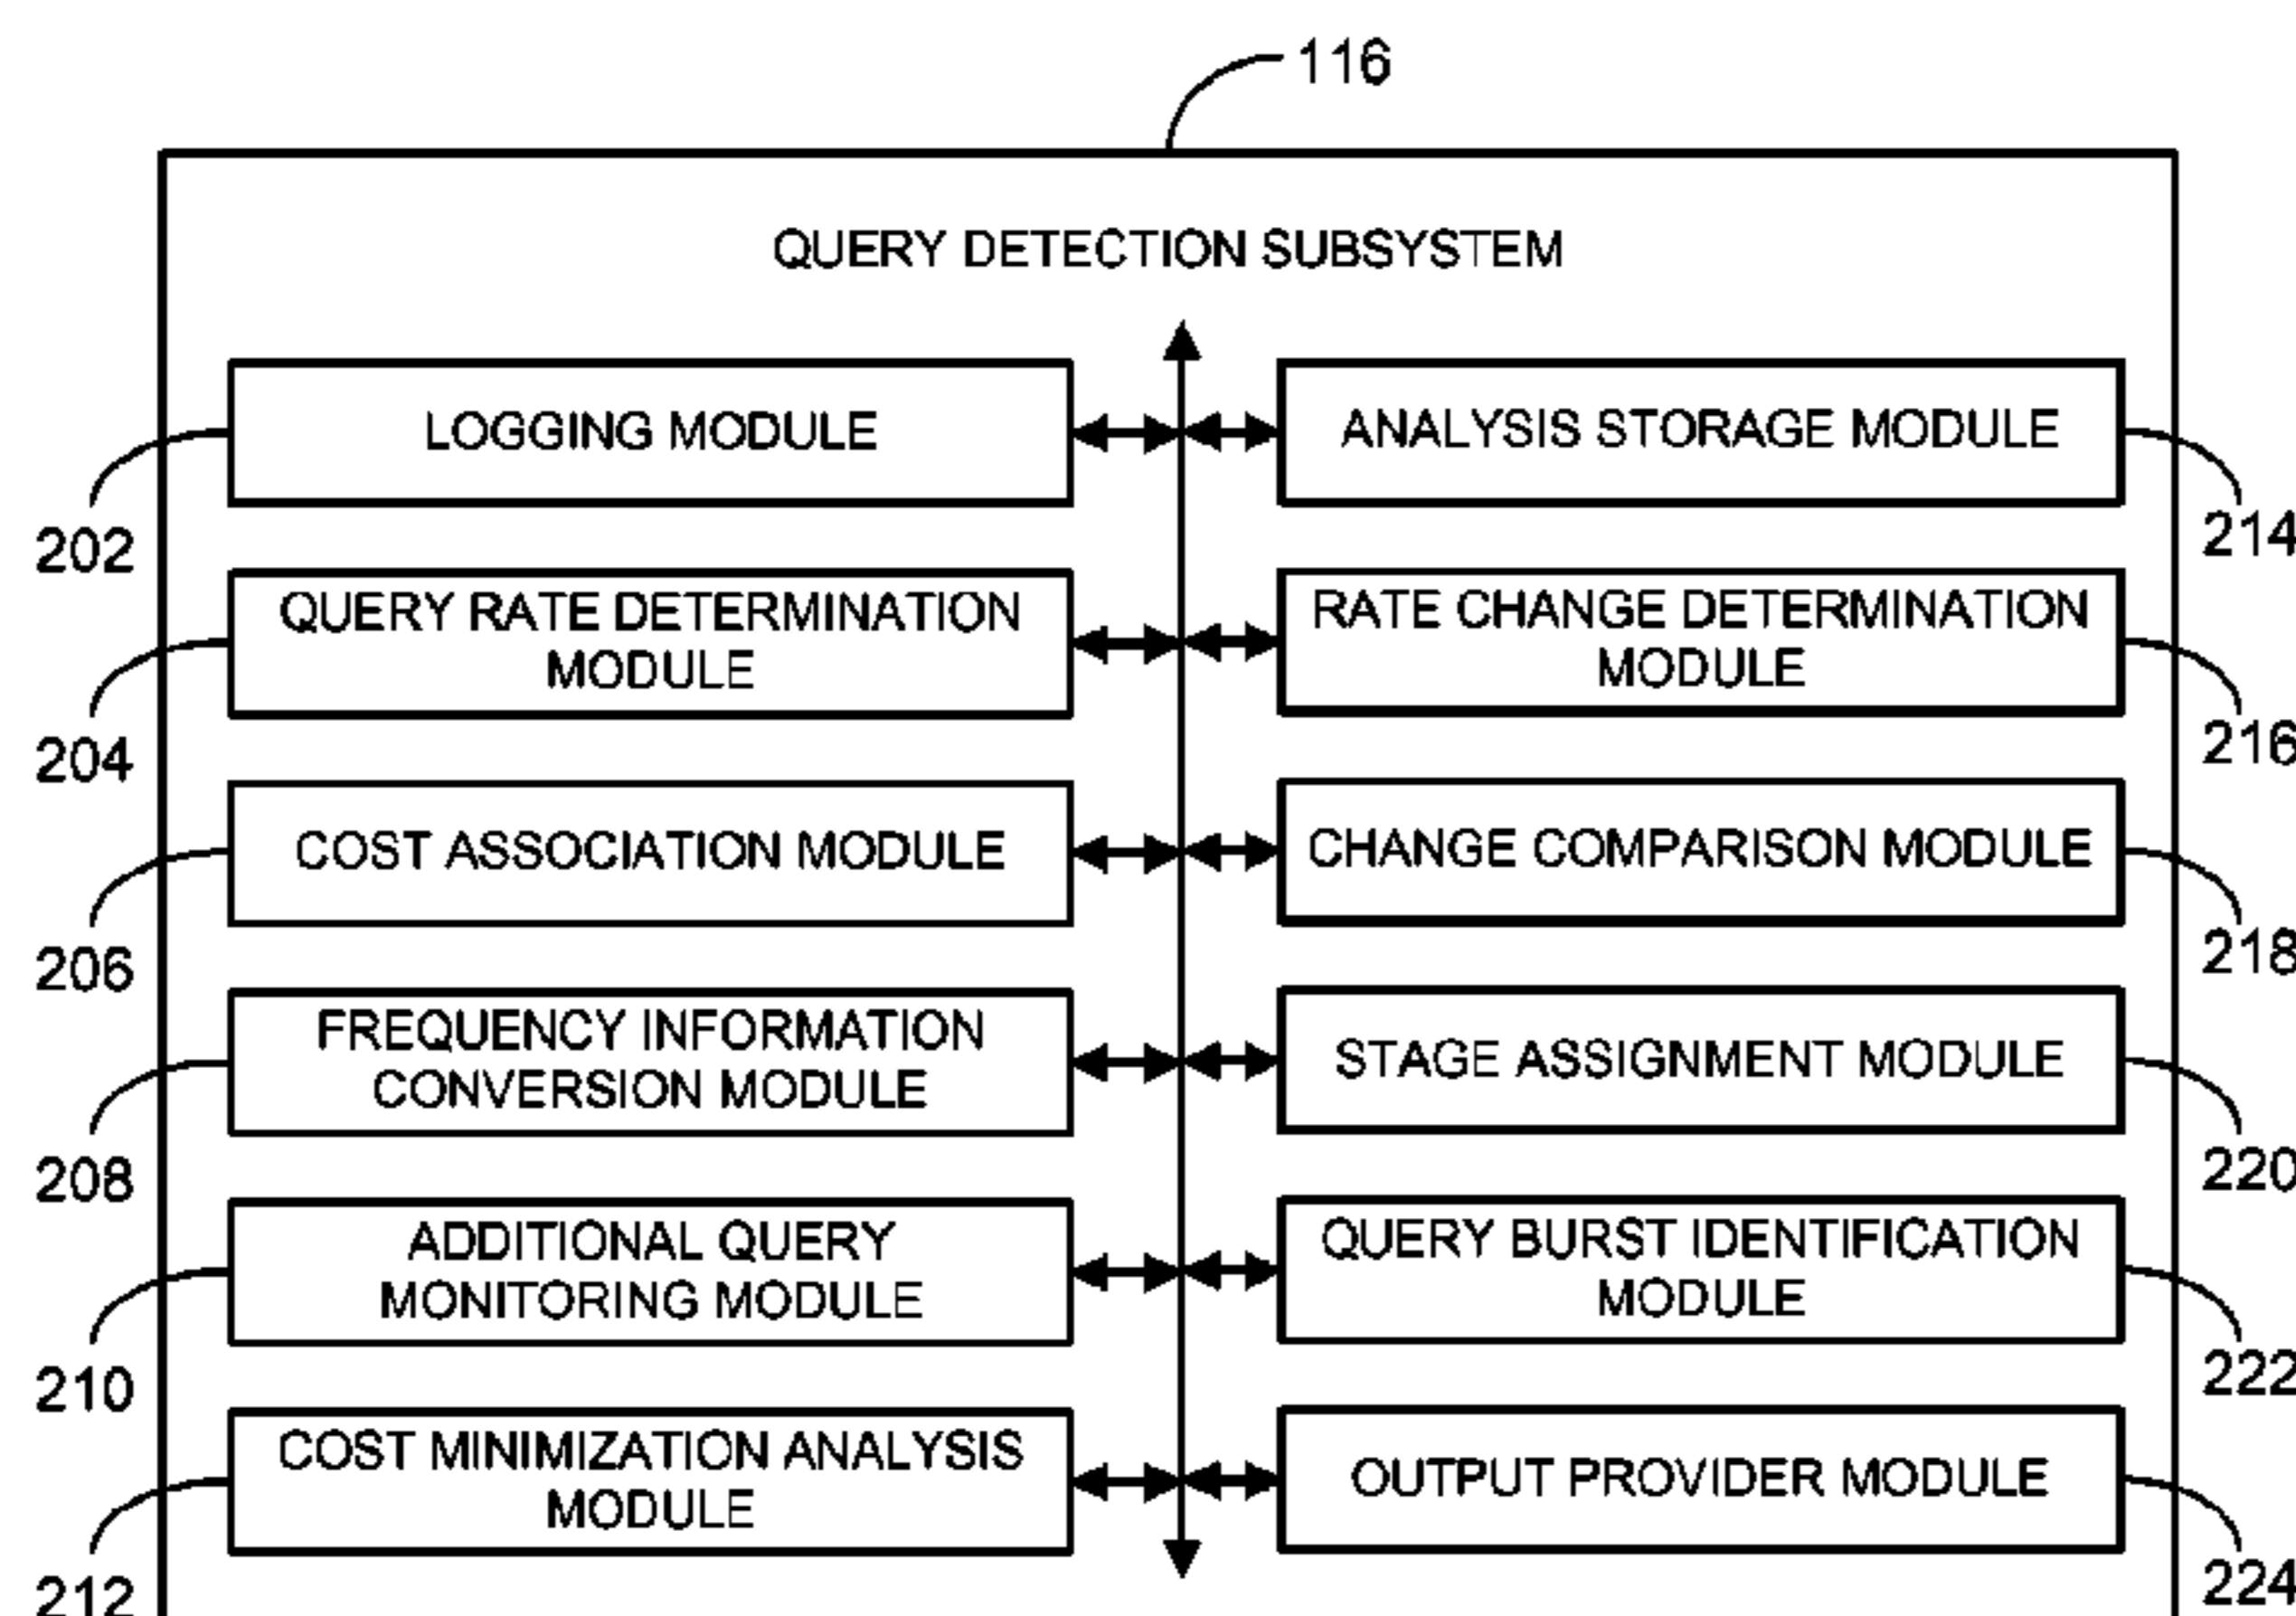 116
QUERY DETECTION SUBSYSTEM
LOGGING MODULE
202
QUERY RATE DETERMINATION
MODULE
204
COST ASSOCIATION MODULE
206
FREQUENCY INFORMATION
CONVERSION MODULE
208
ADDITIONAL QUERY
MONITORING MODULE
210
COST MINIMIZATION ANALYSIS
MODULE
212
ANALYSIS STORAGE MODULE
214
RATE CHANGE DETERMINATION
MODULE
216
CHANGE COMPARISON MODULE
218
STAGE ASSIGNMENT MODULE
220
QUERY BURST IDENTIFICATION
MODULE
222
OUTPUT PROVIDER MODULE
224